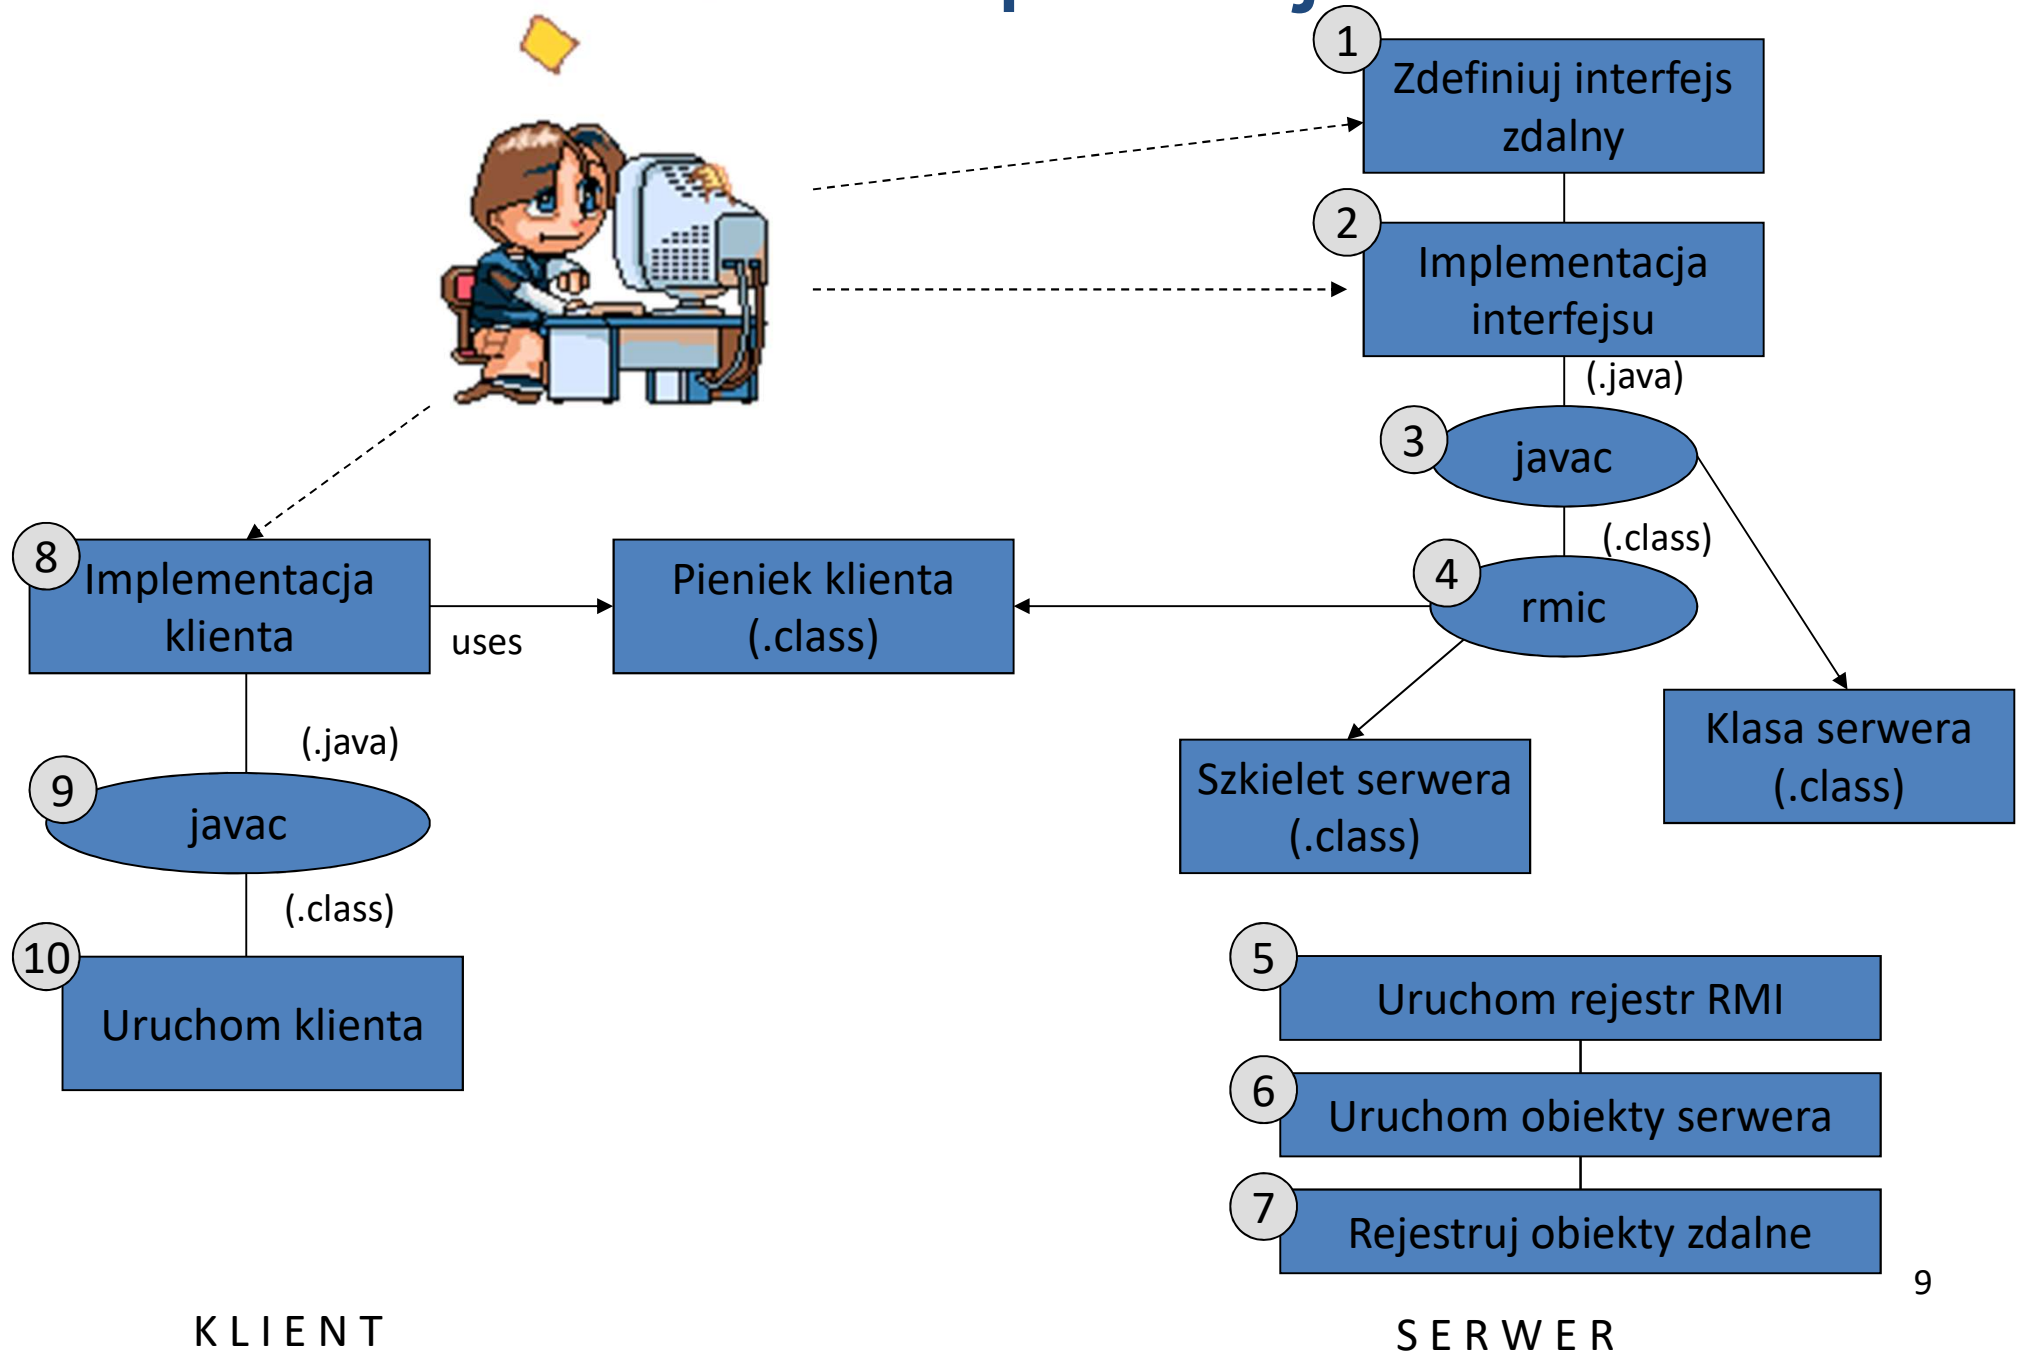 1
Zdefiniuj interfejs
zdalny
2
Implementacja
interfejsu
(.java)
3
javac
(.class)
4
rmic
8
Implementacja
klienta
uses
Pieniek klienta
(.class)
Klasa serwera
(.class)
Szkielet serwera
(.class)
(.java)
9
javac
(.class)
10
Uruchom klienta
5
Uruchom rejestr RMI
6
Uruchom obiekty serwera
7
Rejestruj obiekty zdalne
9
KLIENT
SERWER